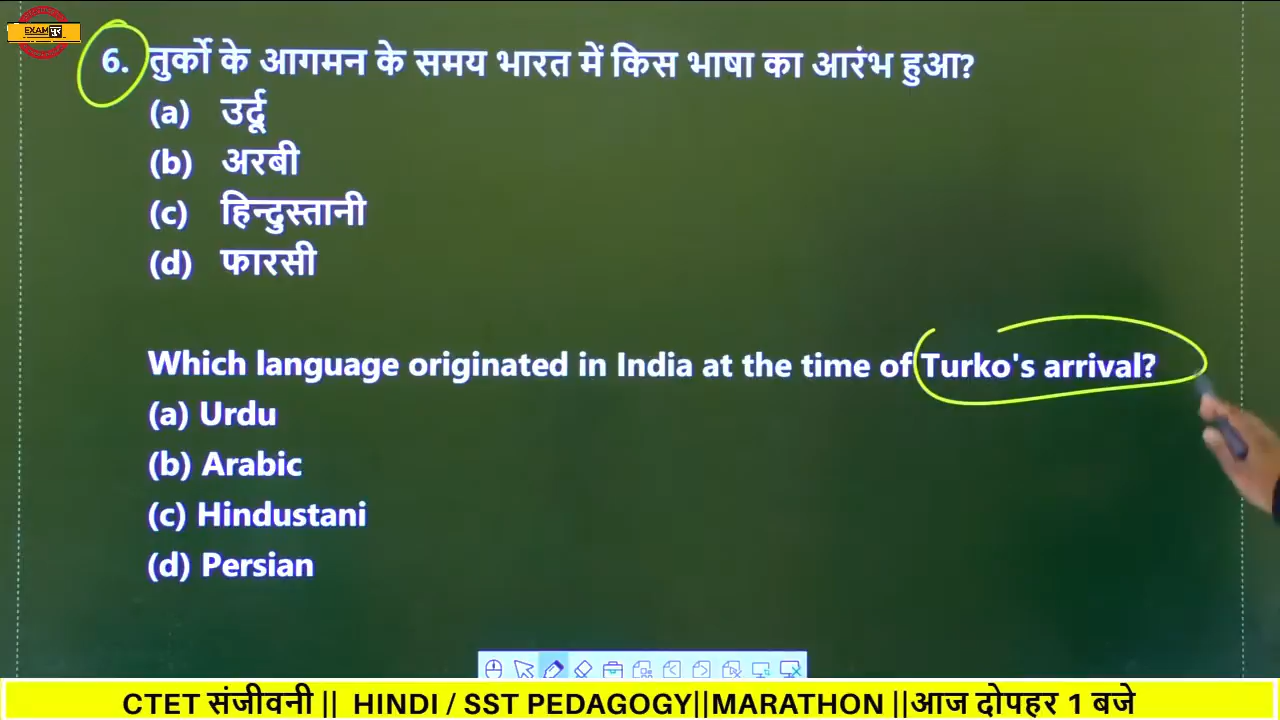 EXAM
6. तुर्को के आगमन के समय भारत में किस भाषा का आरंभ हुआ?
(a) उर्दू
(b) अरबी
(c) हिन्दुस्तानी
(d) फारसी
Which language originated in India at the time of Turko's arrival?
(a) Urdu
(b) Arabic
(c) Hindustani
(d) Persian
CTET संजीवनी || HINDI / SST PEDAGOGY||MARATHON ||आज दोपहर 1 बजे